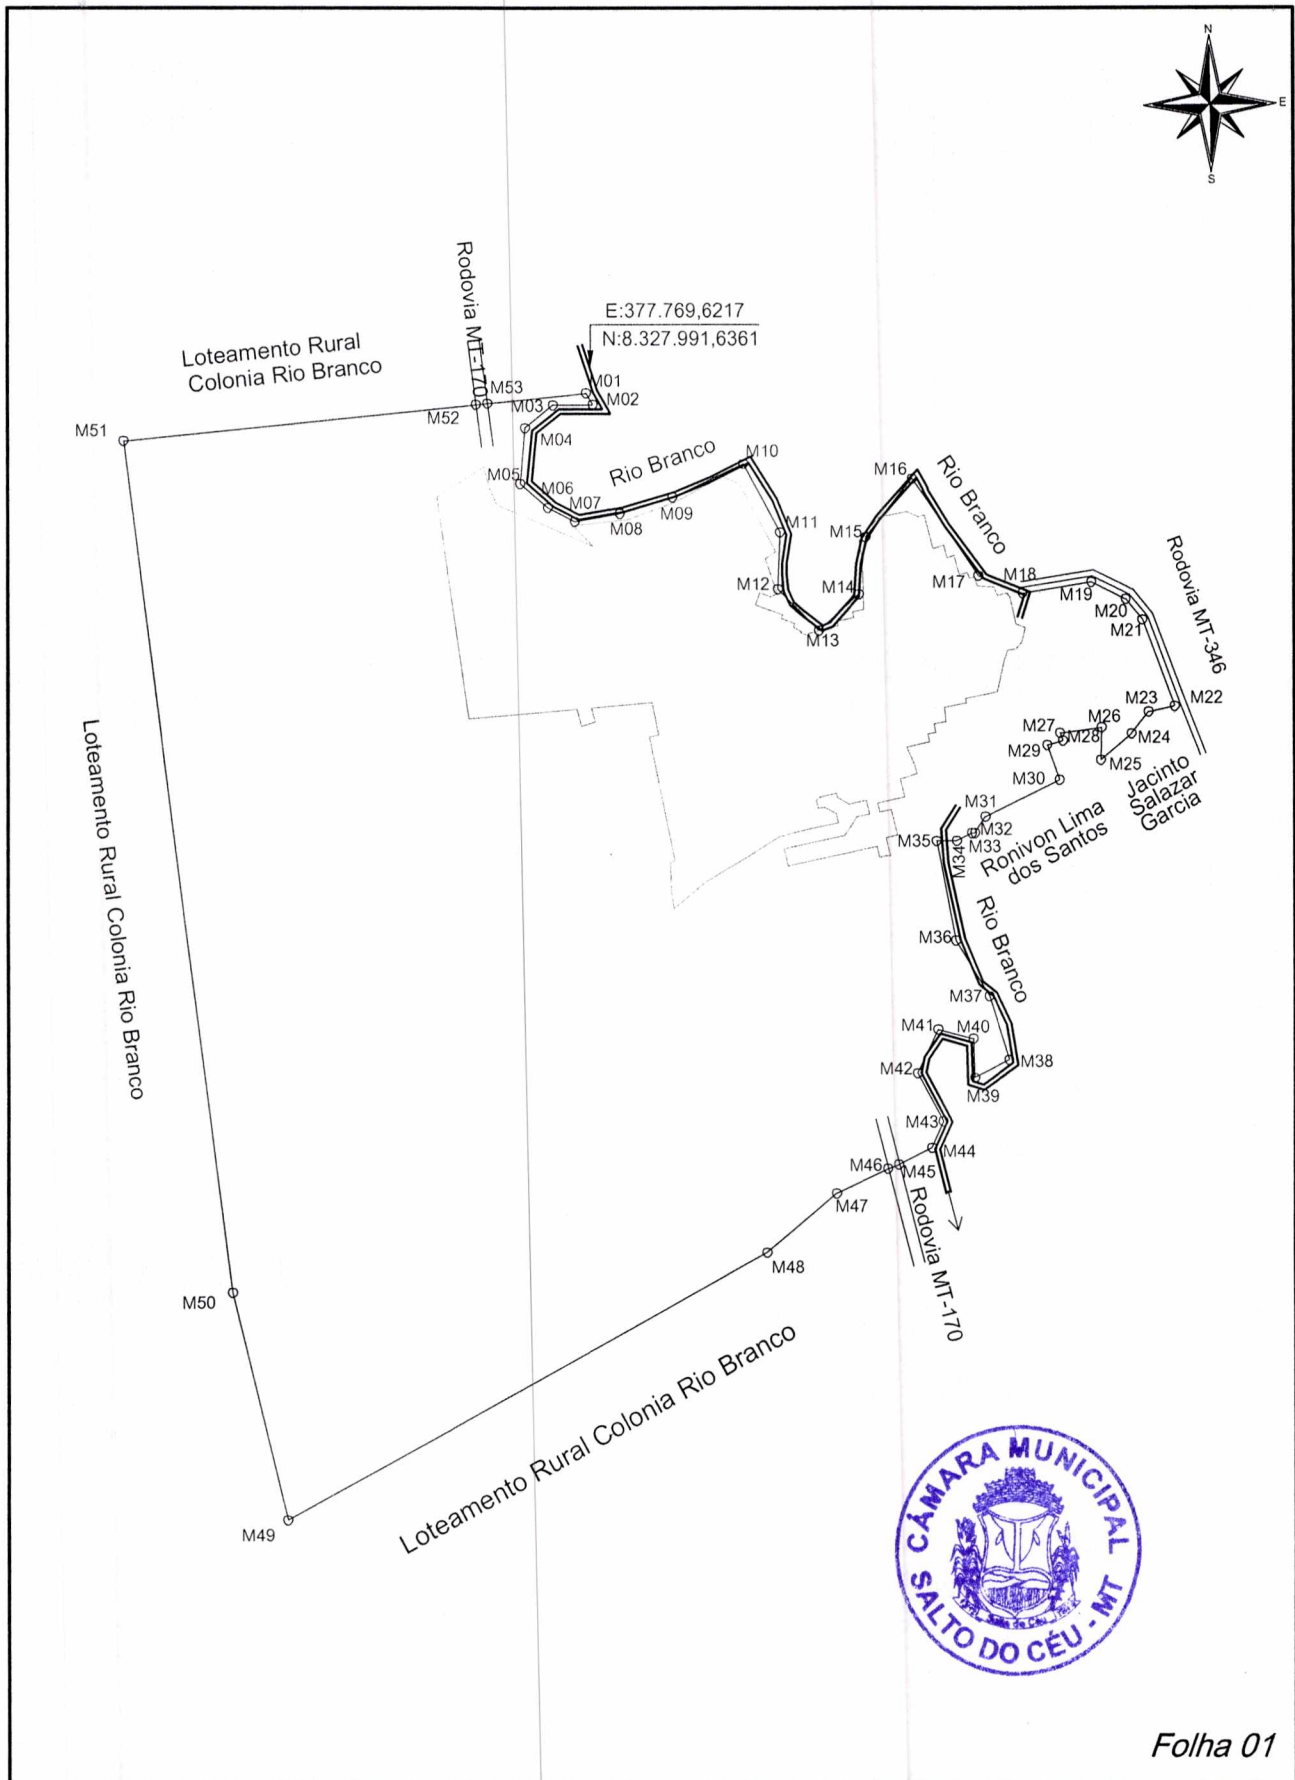 N
E
S
Rodovia MT-170
E:377.769,6217
N:8.327.991,6361
Loteamento Rural
Colonia Rio Branco
M53
M01
M52
M03
M02
M51
M04
M05
M06
M07
M08
M09
Rio Branco
M10
M11
M12
M13
M14
M15
M16
Rio Branco
M17
M18
M19
M20
M21
Rodovia MT-346
M22
M23
M24
M26
M27
M28
M29
M25
M30
Jacinto
Salazar
Garcia
Ronivon Lima
dos Santos
M31
M32
M33
M34
M35
Rio Branco
M36
M37
M41
M40
M38
M42
M39
M43
M44
M46
M45
M47
Rodovia MT-170
M48
Loteamento Rural Colonia Rio Branco
M50
Loteamento Rural Colonia Rio Branco
M49
CÂMARA MUNICIPAL
SALTO DO CÉU - MT
Folha 01